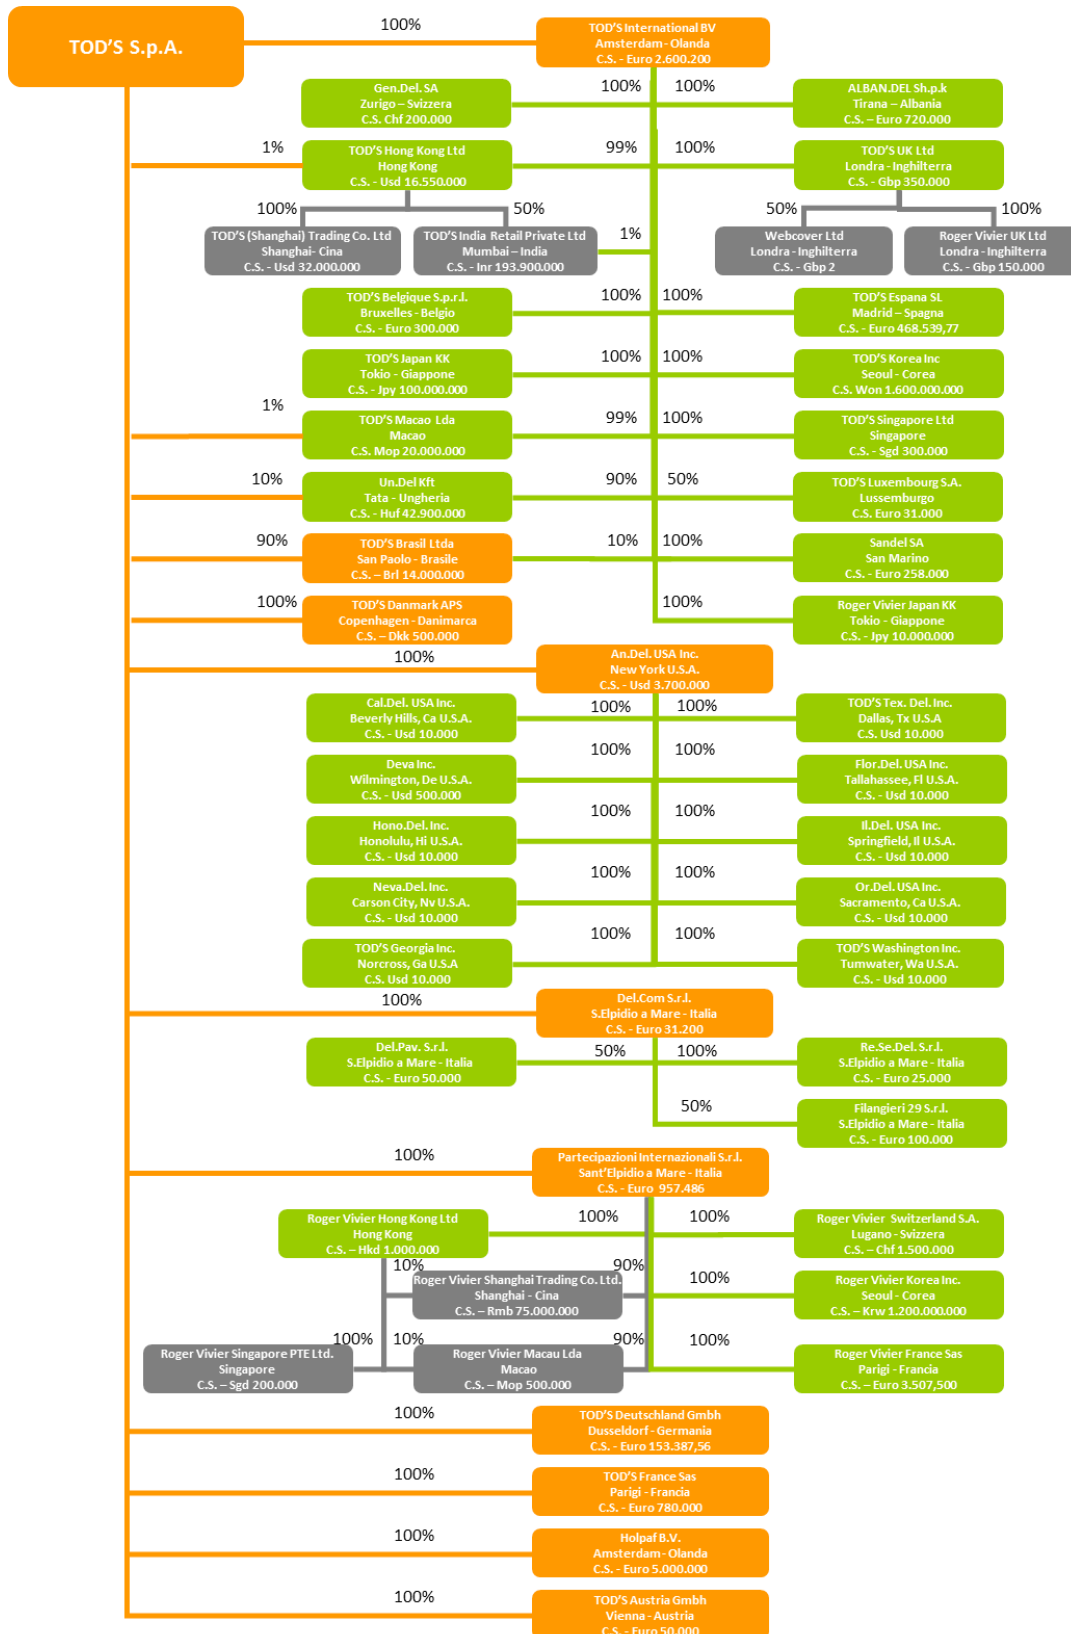 TOD'S S.p.A.
100%
TOD'S International BV
Amsterdam - Olanda
C.S. - Euro 2.600.200
Gen.Del. SA
Zurigo – Svizzera
C.S. Chf 200.000
100%
100%
ALBAN.DEL Sh.p.k
Tirana – Albania
C.S. – Euro 720.000
1%
TOD'S Hong Kong Ltd
Hong Kong
C.S. - Usd 16.550.000
99%
100%
TOD'S UK Ltd
Londra - Inghilterra
C.S. - Gbp 350.000
100%
50%
50%
100%
TOD'S (Shanghai) Trading Co. Ltd
Shanghai- Cina
C.S. - Usd 32.000.000
TOD'S India Retail Private Ltd
Mumbai – India
C.S. - Inr 193.900.000
1%
Webcover Ltd
Londra - Inghilterra
C.S. - Gbp 2
Roger Vivier UK Ltd
Londra - Inghilterra
C.S. - Gbp 150.000
TOD'S Belgique S.p.r.l.
Bruxelles - Belgio
C.S. - Euro 300.000
100%
100%
TOD'S Espana SL
Madrid – Spagna
C.S. - Euro 468.539,77
TOD'S Japan KK
Tokio - Giappone
C.S. - Jpy 100.000.000
100%
100%
TOD'S Korea Inc
Seoul - Corea
C.S. Won 1.600.000.000
1%
TOD'S Macao Lda
Macao
C.S. Mop 20.000.000
99%
100%
TOD'S Singapore Ltd
Singapore
C.S. - Sgd 300.000
10%
Un.Del Kft
Tata - Ungheria
C.S. - Huf 42.900.000
90%
50%
TOD'S Luxembourg S.A.
Lussemburgo
C.S. Euro 31.000
90%
TOD'S Brasil Ltda
San Paolo - Brasile
C.S. – Brl 14.000.000
10%
100%
Sandel SA
San Marino
C.S. - Euro 258.000
100%
TOD'S Danmark APS
Copenhagen - Danimarca
C.S. – Dkk 500.000
100%
Roger Vivier Japan KK
Tokio - Giappone
C.S. - Jpy 10.000.000
100%
An.Del. USA Inc.
New York U.S.A.
C.S. - Usd 3.700.000
Cal.Del. USA Inc.
Beverly Hills, Ca U.S.A.
C.S. - Usd 10.000
100%
100%
TOD'S Tex. Del. Inc.
Dallas, Tx U.S.A
C.S. Usd 10.000
Deva Inc.
Wilmington, De U.S.A.
C.S. - Usd 500.000
100%
100%
Flor.Del. USA Inc.
Tallahassee, Fl U.S.A.
C.S. - Usd 10.000
Hono.Del. Inc.
Honolulu, Hi U.S.A.
C.S. - Usd 10.000
100%
100%
Il.Del. USA Inc.
Springfield, Il U.S.A.
C.S. - Usd 10.000
Neva.Del. Inc.
Carson City, Nv U.S.A.
C.S. - Usd 10.000
100%
100%
Or.Del. USA Inc.
Sacramento, Ca U.S.A.
C.S. - Usd 10.000
TOD'S Georgia Inc.
Norcross, Ga U.S.A
C.S. Usd 10.000
100%
100%
TOD'S Washington Inc.
Tumwater, Wa U.S.A.
C.S. - Usd 10.000
100%
Del.Com S.r.l.
S.Elpidio a Mare - Italia
C.S. - Euro 31.200
Del.Pav. S.r.l.
S.Elpidio a Mare - Italia
C.S. - Euro 50.000
50%
100%
Re.Se.Del. S.r.l.
S.Elpidio a Mare - Italia
C.S. - Euro 25.000
50%
Filangieri 29 S.r.l.
S.Elpidio a Mare - Italia
C.S. - Euro 100.000
100%
Partecipazioni Internazionali S.r.l.
Sant'Elpidio a Mare - Italia
C.S. - Euro 957.486
Roger Vivier Hong Kong Ltd
Hong Kong
C.S. – Hkd 1.000.000
100%
100%
Roger Vivier Switzerland S.A.
Lugano - Svizzera
C.S. – Chf 1.500.000
10%
Roger Vivier Shanghai Trading Co. Ltd.
Shanghai - Cina
C.S. – Rmb 75.000.000
90%
100%
Roger Vivier Korea Inc.
Seoul - Corea
C.S. – Krw 1.200.000.000
Roger Vivier Singapore PTE Ltd.
Singapore
C.S. – Sgd 200.000
100%
10%
Roger Vivier Macau Lda
Macao
C.S. – Mop 500.000
90%
100%
Roger Vivier France Sas
Parigi - Francia
C.S. – Euro 3.507,500
100%
TOD'S Deutschland Gmbh
Dusseldorf - Germania
C.S. - Euro 153.387,56
100%
TOD'S France Sas
Parigi - Francia
C.S. - Euro 780.000
100%
Holpaf B.V.
Amsterdam - Olanda
C.S. - Euro 5.000.000
100%
TOD'S Austria Gmbh
Vienna - Austria
C.S. - Euro 50.000